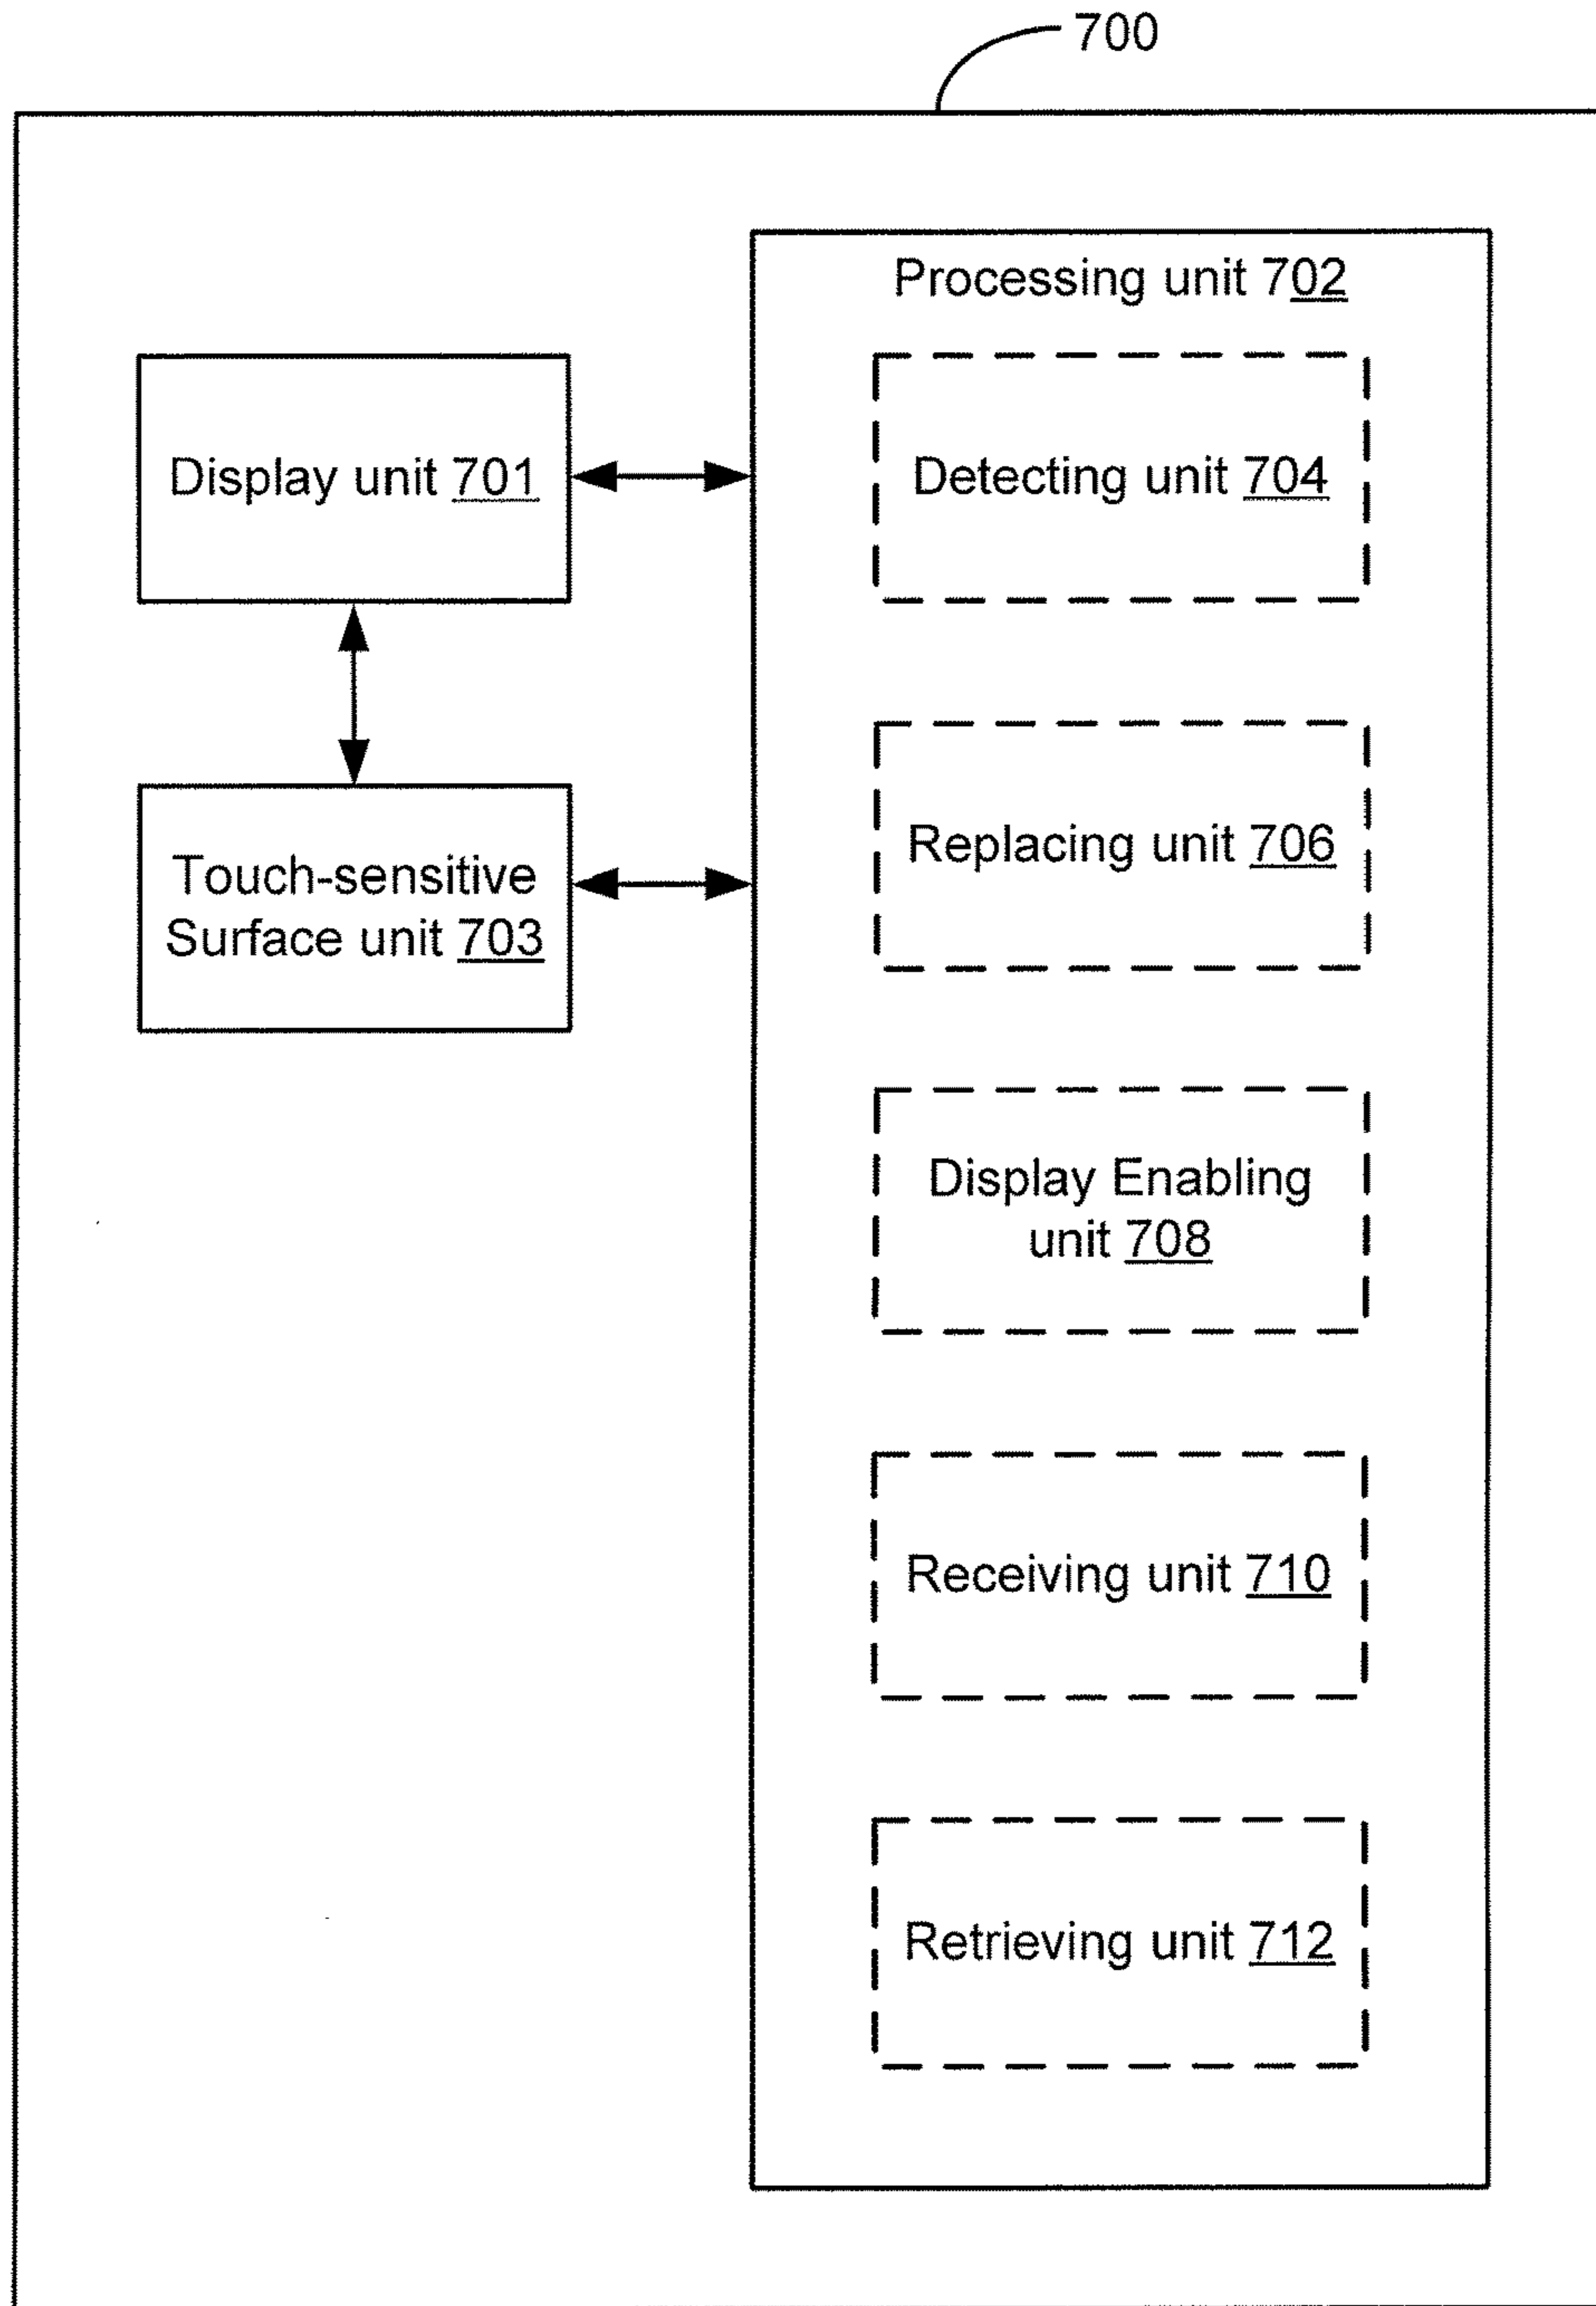 700
Processing unit 702
Display unit 701
Detecting unit 704
Replacing unit 706
Touch-sensitive
Surface unit 703
Display Enabling
unit 708
Receiving unit 710
Retrieving unit 712